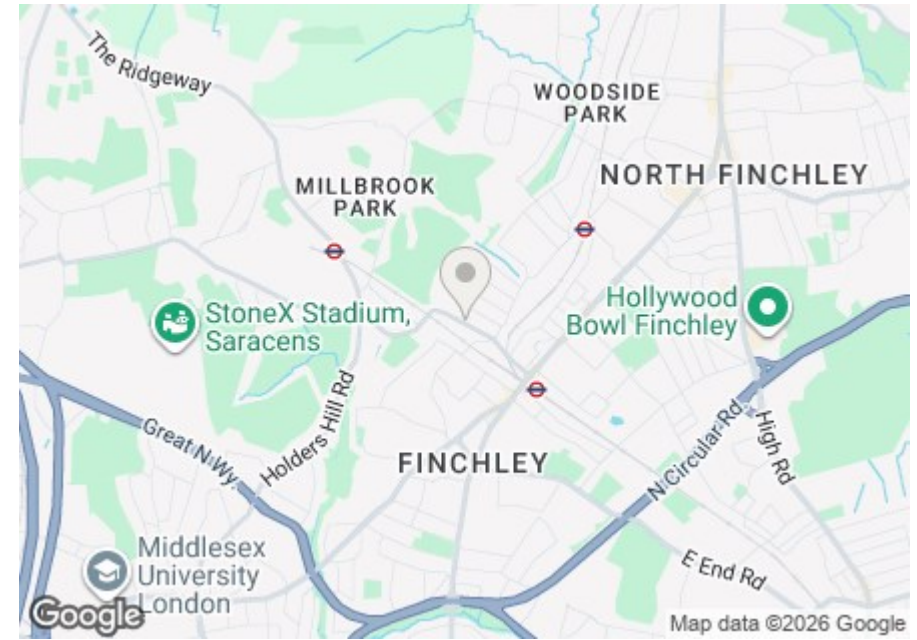 The Ridgeway
WOODSIDE
PARK
NORTH FINCHLEY
MILLBROOK
PARK
StoneX Stadium,
Saracens
Hollywood
Bowl Finchley
Holders Hill Rd
Great N Wy.
FINCHLEY
N Circular Rd
High Rd
E End Rd
Middlesex
University
London
Google
Map data ©2026 Google